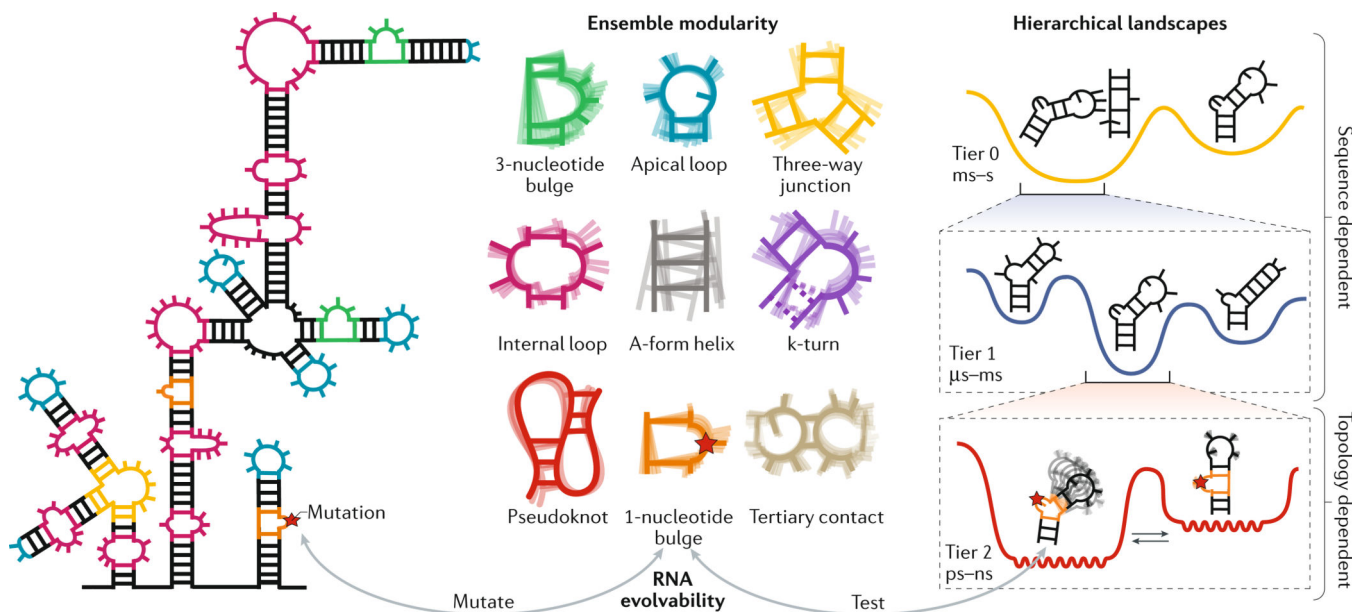 Ensemble modularity
3-nucleotide
bulge
Apical loop
Three-way
junction
Internal loop
A-form helix
k-turn
Pseudoknot
1-nucleotide
bulge
Tertiary contact
Mutation
Mutate
RNA
evolvability
Test
Hierarchical landscapes
Tier 0
ms–s
Tier 1
μs–ms
Tier 2
ps–ns
Sequence dependent
Topology dependent